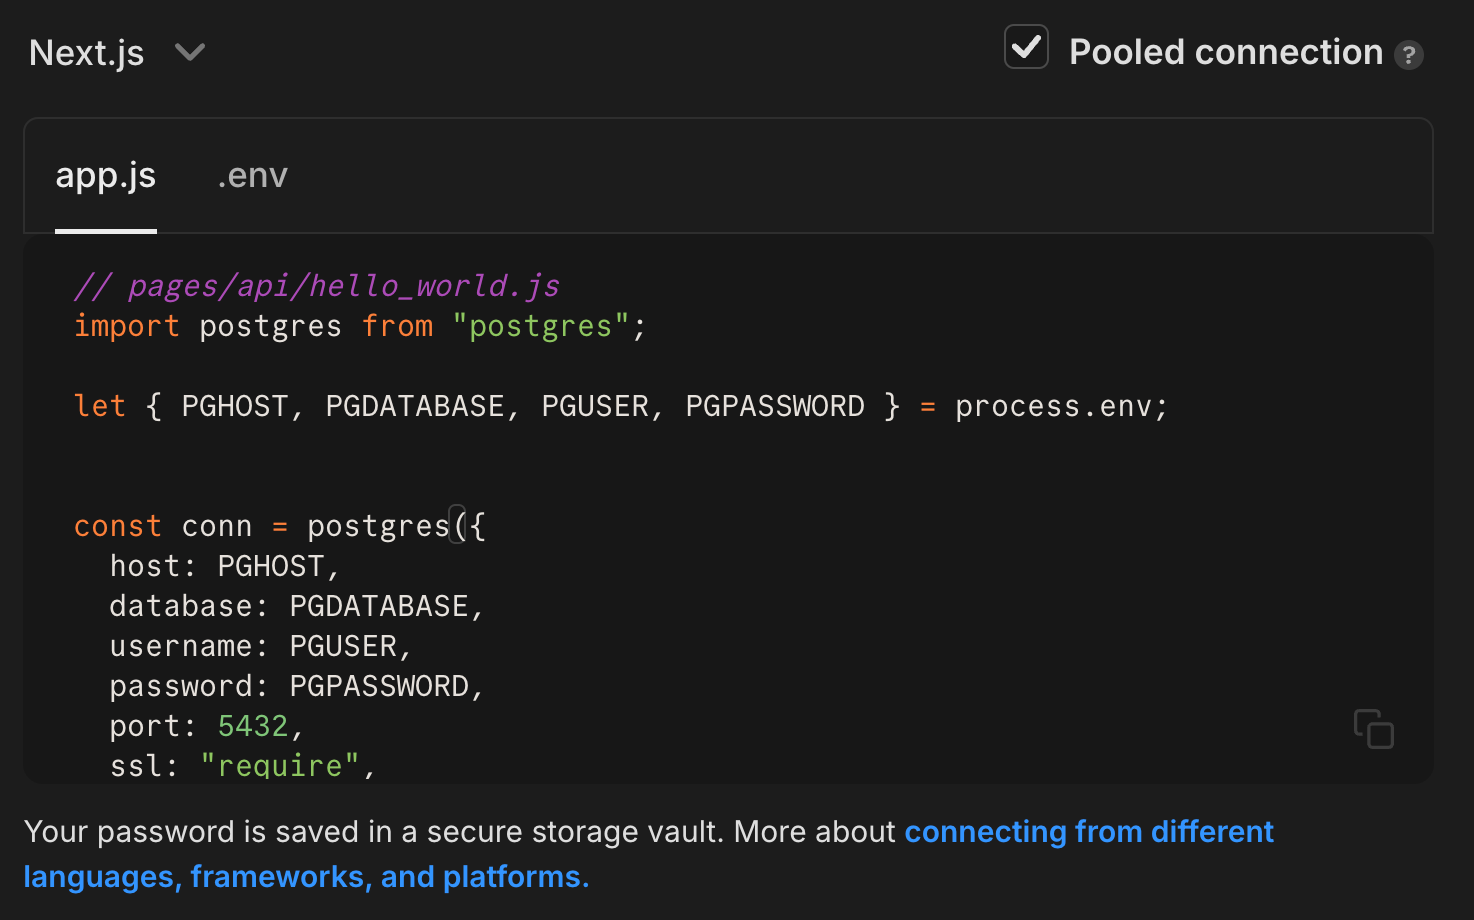 Next.js
Pooled connection ?
app.js .env
// pages/api/hello_world.js
import postgres from "postgres";
let { PGHOST, PGDATABASE, PGUSER, PGPASSWORD } = process.env;
const conn = postgres({
  host: PGHOST,
  database: PGDATABASE,
  username: PGUSER,
  password: PGPASSWORD,
  port: 5432,
  ssl: "require",
Your password is saved in a secure storage vault. More about connecting from different
languages, frameworks, and platforms.